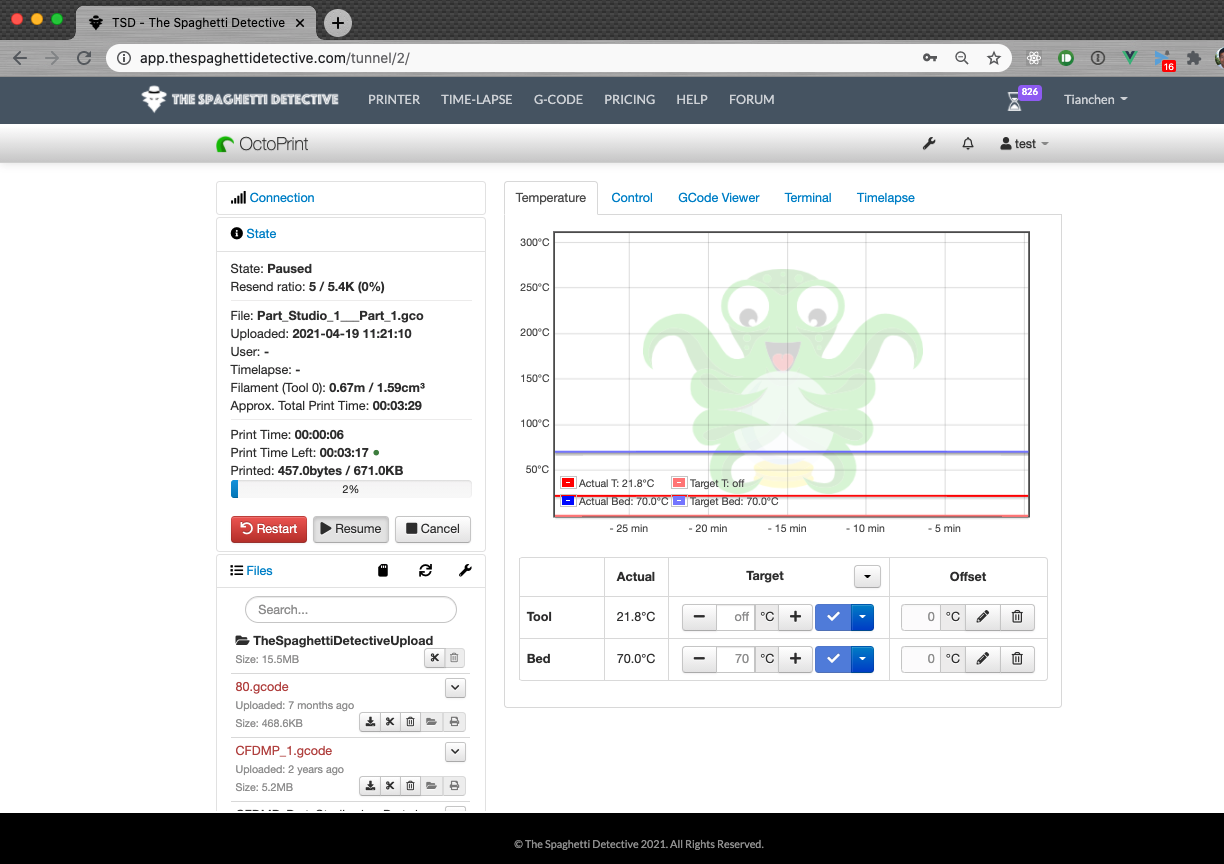 TSD - The Spaghetti Detective
app.thespaghettidetective.com/tunnel/2/
16
THE SPAGHETTI DETECTIVE PRINTER TIME-LAPSE G-CODE PRICING HELP FORUM 826 Tianchen
OctoPrint test
Connection
State
State: Paused
Resend ratio: 5 / 5.4K (0%)
File: Part_Studio_1___Part_1.gco
Uploaded: 2021-04-19 11:21:10
User: -
Timelapse: -
Filament (Tool 0): 0.67m / 1.59cm³
Approx. Total Print Time: 00:03:29
Print Time: 00:00:06
Print Time Left: 00:03:17
Printed: 457.0bytes / 671.0KB
2%
Restart Resume Cancel
Files
Search...
TheSpaghettiDetectiveUpload
Size: 15.5MB
80.gcode
Uploaded: 7 months ago
Size: 468.6KB
CFDMP_1.gcode
Uploaded: 2 years ago
Size: 5.2MB
Temperature Control GCode Viewer Terminal Timelapse
300°C
250°C
200°C
150°C
100°C
50°C
Actual T: 21.8°C Target T: off
Actual Bed: 70.0°C Target Bed: 70.0°C
- 25 min - 20 min - 15 min - 10 min - 5 min
Actual Target Offset
Tool 21.8°C off °C 0 °C
Bed 70.0°C 70 °C 0 °C
© The Spaghetti Detective 2021. All Rights Reserved.